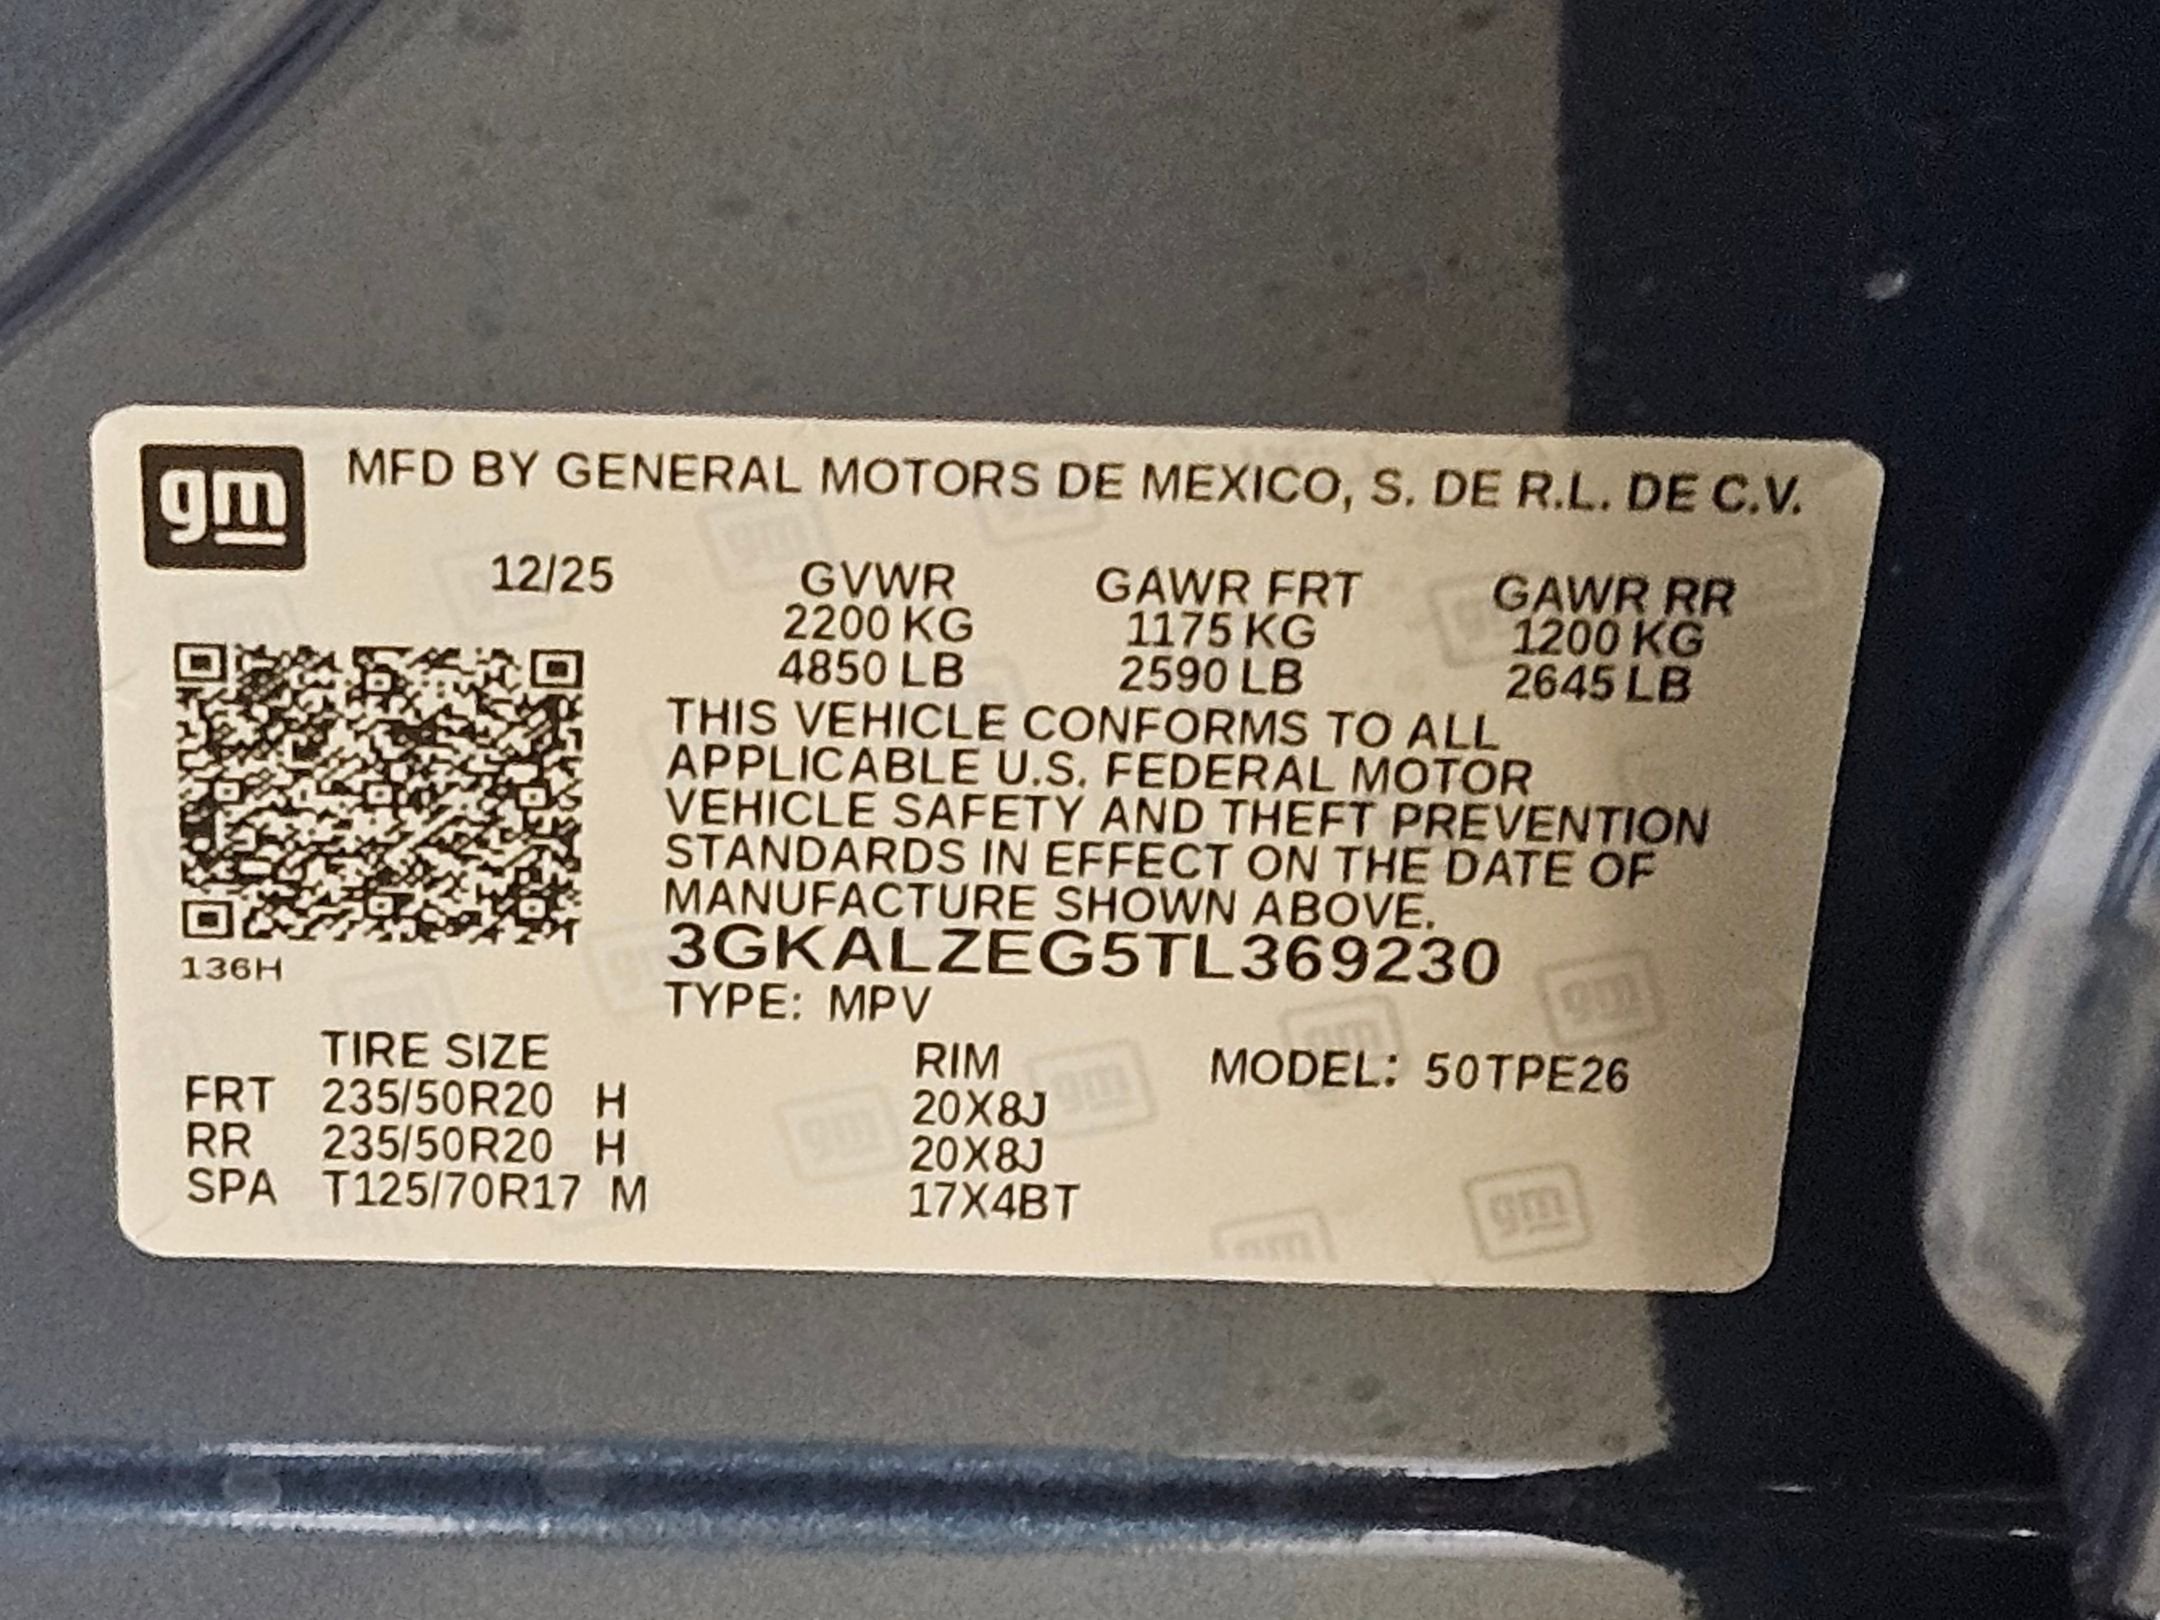 gm MFD BY GENERAL MOTORS DE MEXICO, S. DE R.L. DE C.V.
12/25 GVWR GAWR FRT GAWR RR
2200 KG 1175 KG 1200 KG
4850 LB 2590 LB 2645 LB
THIS VEHICLE CONFORMS TO ALL
APPLICABLE U.S. FEDERAL MOTOR
VEHICLE SAFETY AND THEFT PREVENTION
STANDARDS IN EFFECT ON THE DATE OF
MANUFACTURE SHOWN ABOVE.
3GKALZEG5TL369230
136H
TYPE: MPV
TIRE SIZE RIM MODEL: 50TPE26
FRT 235/50R20 H 20X8J
RR 235/50R20 H 20X8J
SPA T125/70R17 M 17X4BT